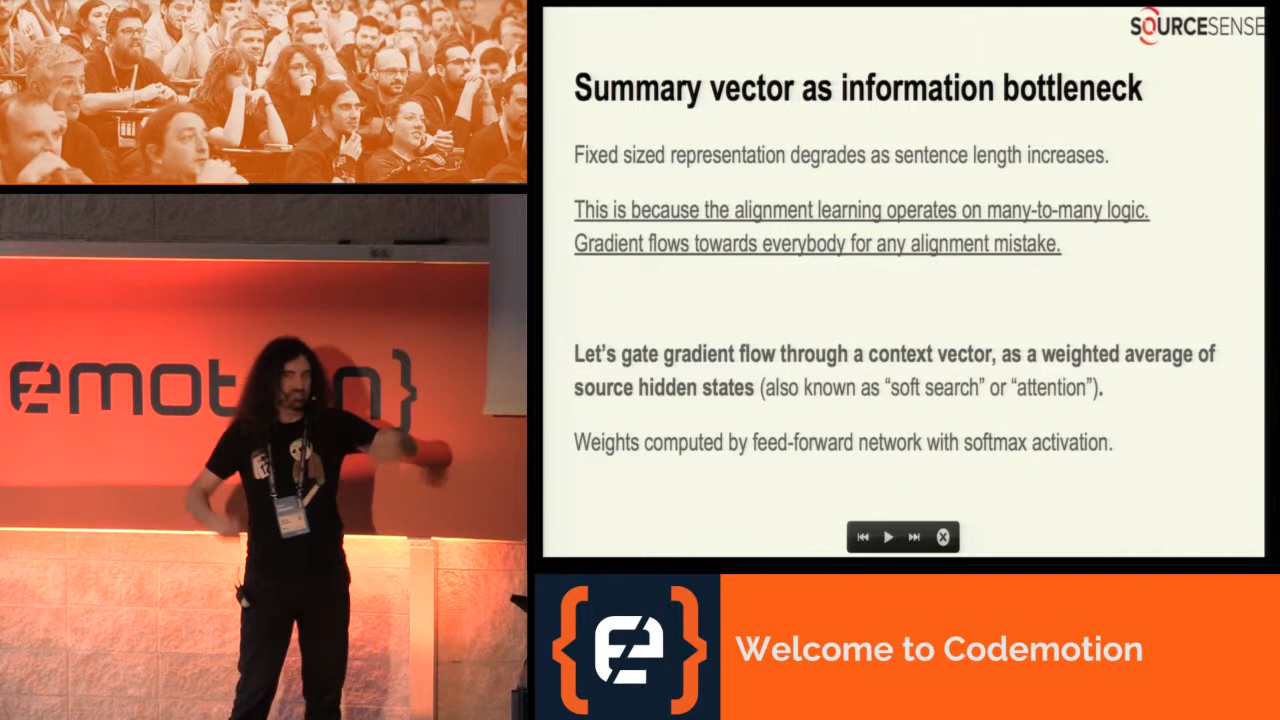 SOURCESENSE
Summary vector as information bottleneck
Fixed sized representation degrades as sentence length increases.
This is because the alignment learning operates on many-to-many logic.
Gradient flows towards everybody for any alignment mistake.
Let's gate gradient flow through a context vector, as a weighted average of
source hidden states (also known as “soft search” or “attention”).
Weights computed by feed-forward network with softmax activation.
Welcome to Codemotion